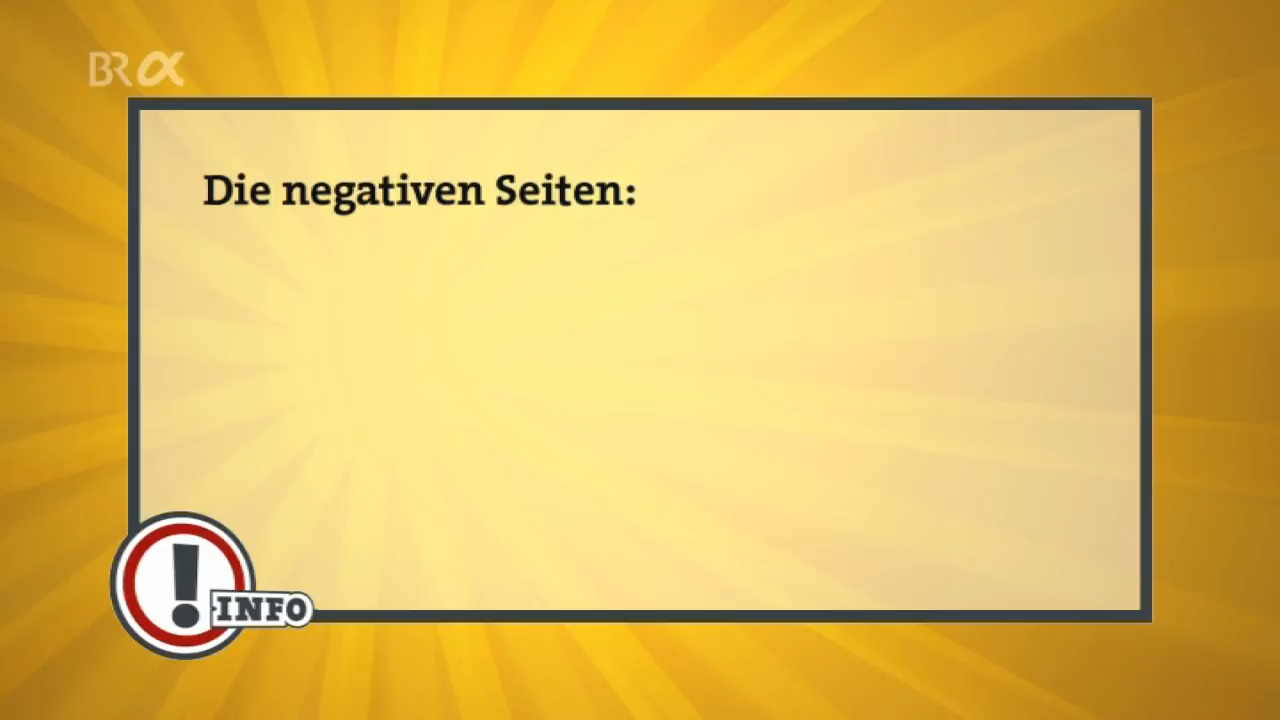 BRα
Die negativen Seiten:
INFO